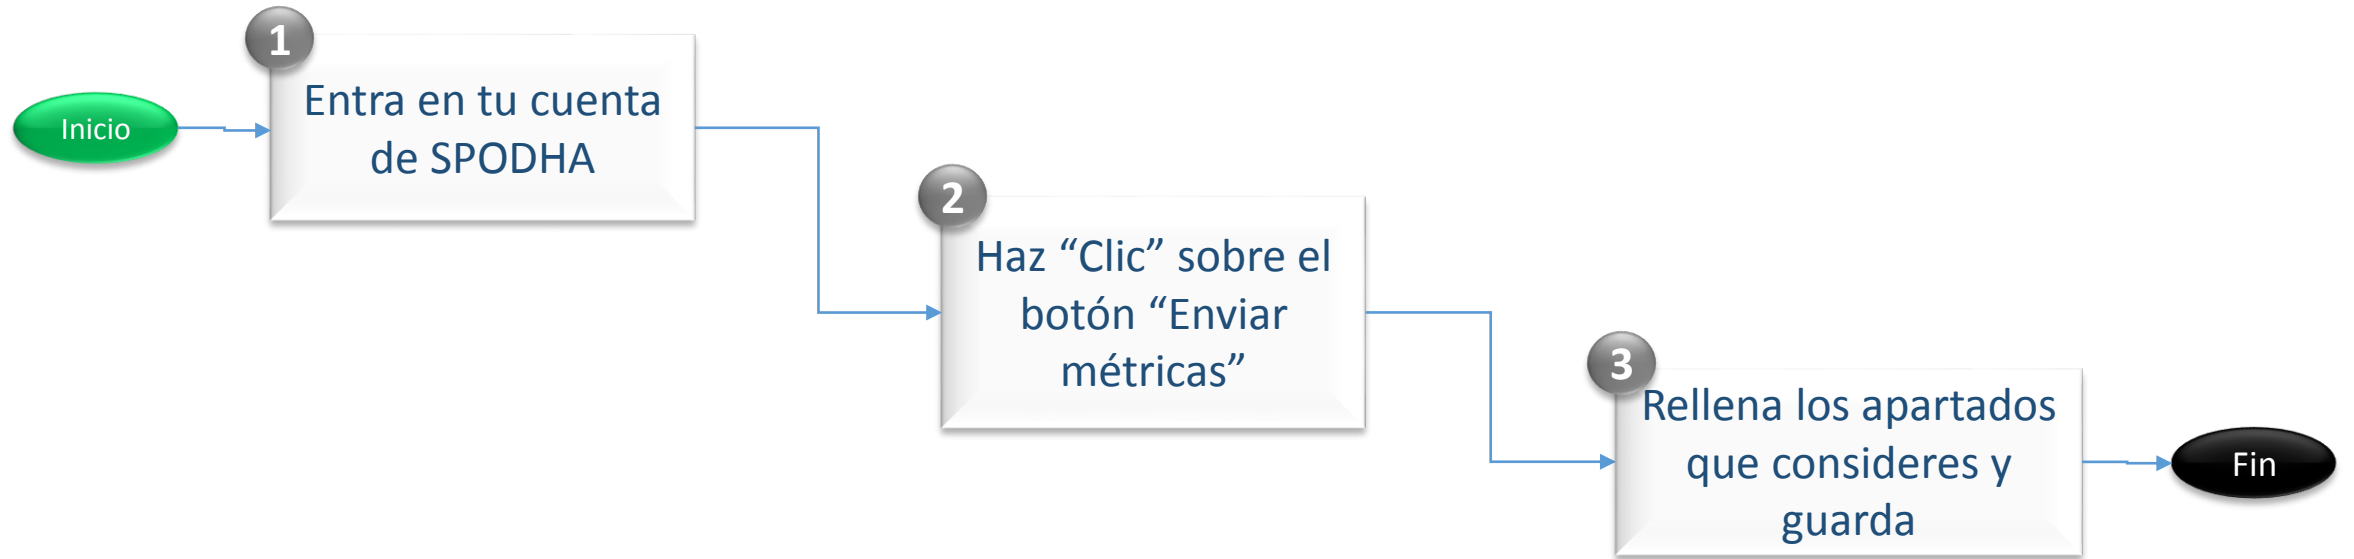 Inicio
1
Entra en tu cuenta
de SPODHA
2
Haz “Clic” sobre el
botón “Enviar
métricas”
3
Rellena los apartados
que consideres y
guarda
Fin